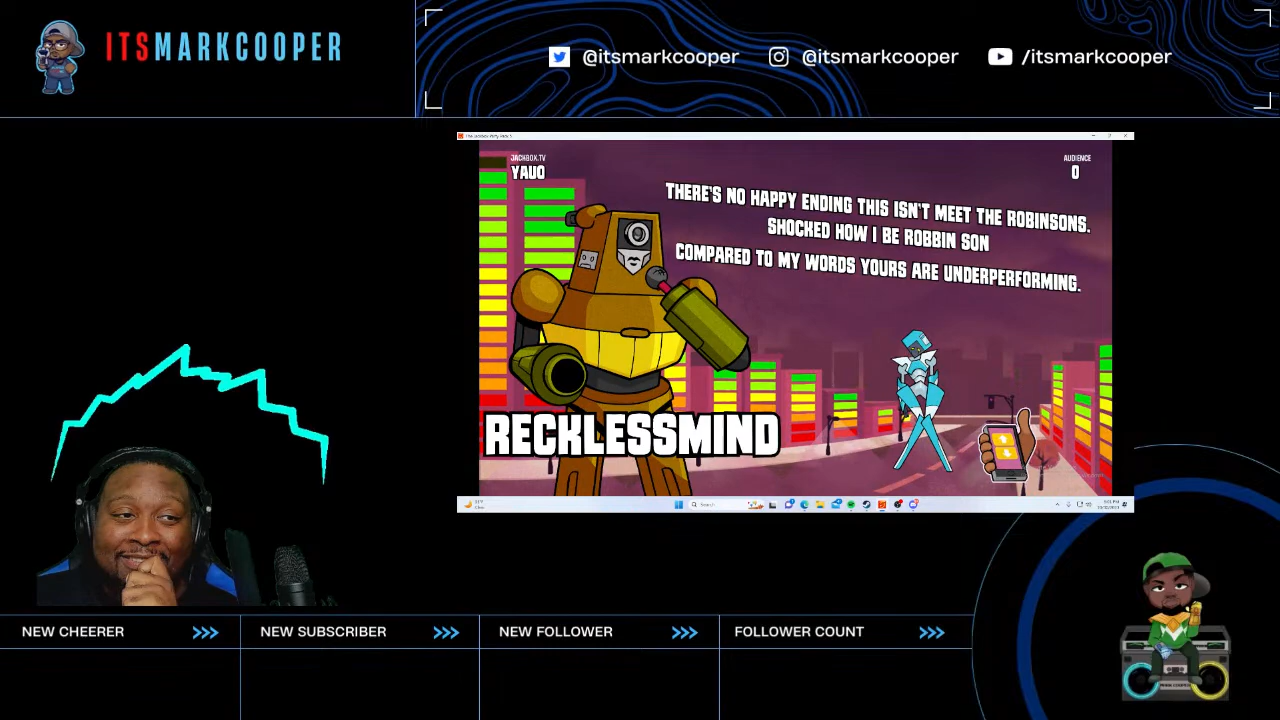 ITSMARKCOOPER
@itsmarkcooper
@itsmarkcooper
/itsmarkcooper
JACKBOX.TV
YAUO
AUDIENCE
0
THERE'S NO HAPPY ENDING THIS ISN'T MEET THE ROBINSONS.
SHOCKED HOW I BE ROBBIN SON
COMPARED TO MY WORDS YOURS ARE UNDERPERFORMING.
RECKLESSMIND
Search
NEW CHEERER
NEW SUBSCRIBER
NEW FOLLOWER
FOLLOWER COUNT